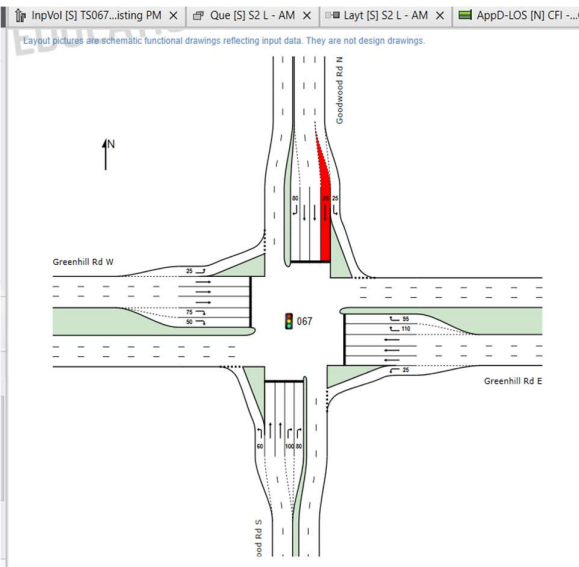 InpVol [S] TS067...isting PM × Que [S] S2 L - AM × Layt [S] S2 L - AM × AppD-LOS [N] CFI -...
Layout pictures are schematic functional drawings reflecting input data. They are not design drawings.
Goodwood Rd N
N
80
25
Greenhill Rd W
25
75
50
067
95
110
25
Greenhill Rd E
60
100
80
ood Rd S